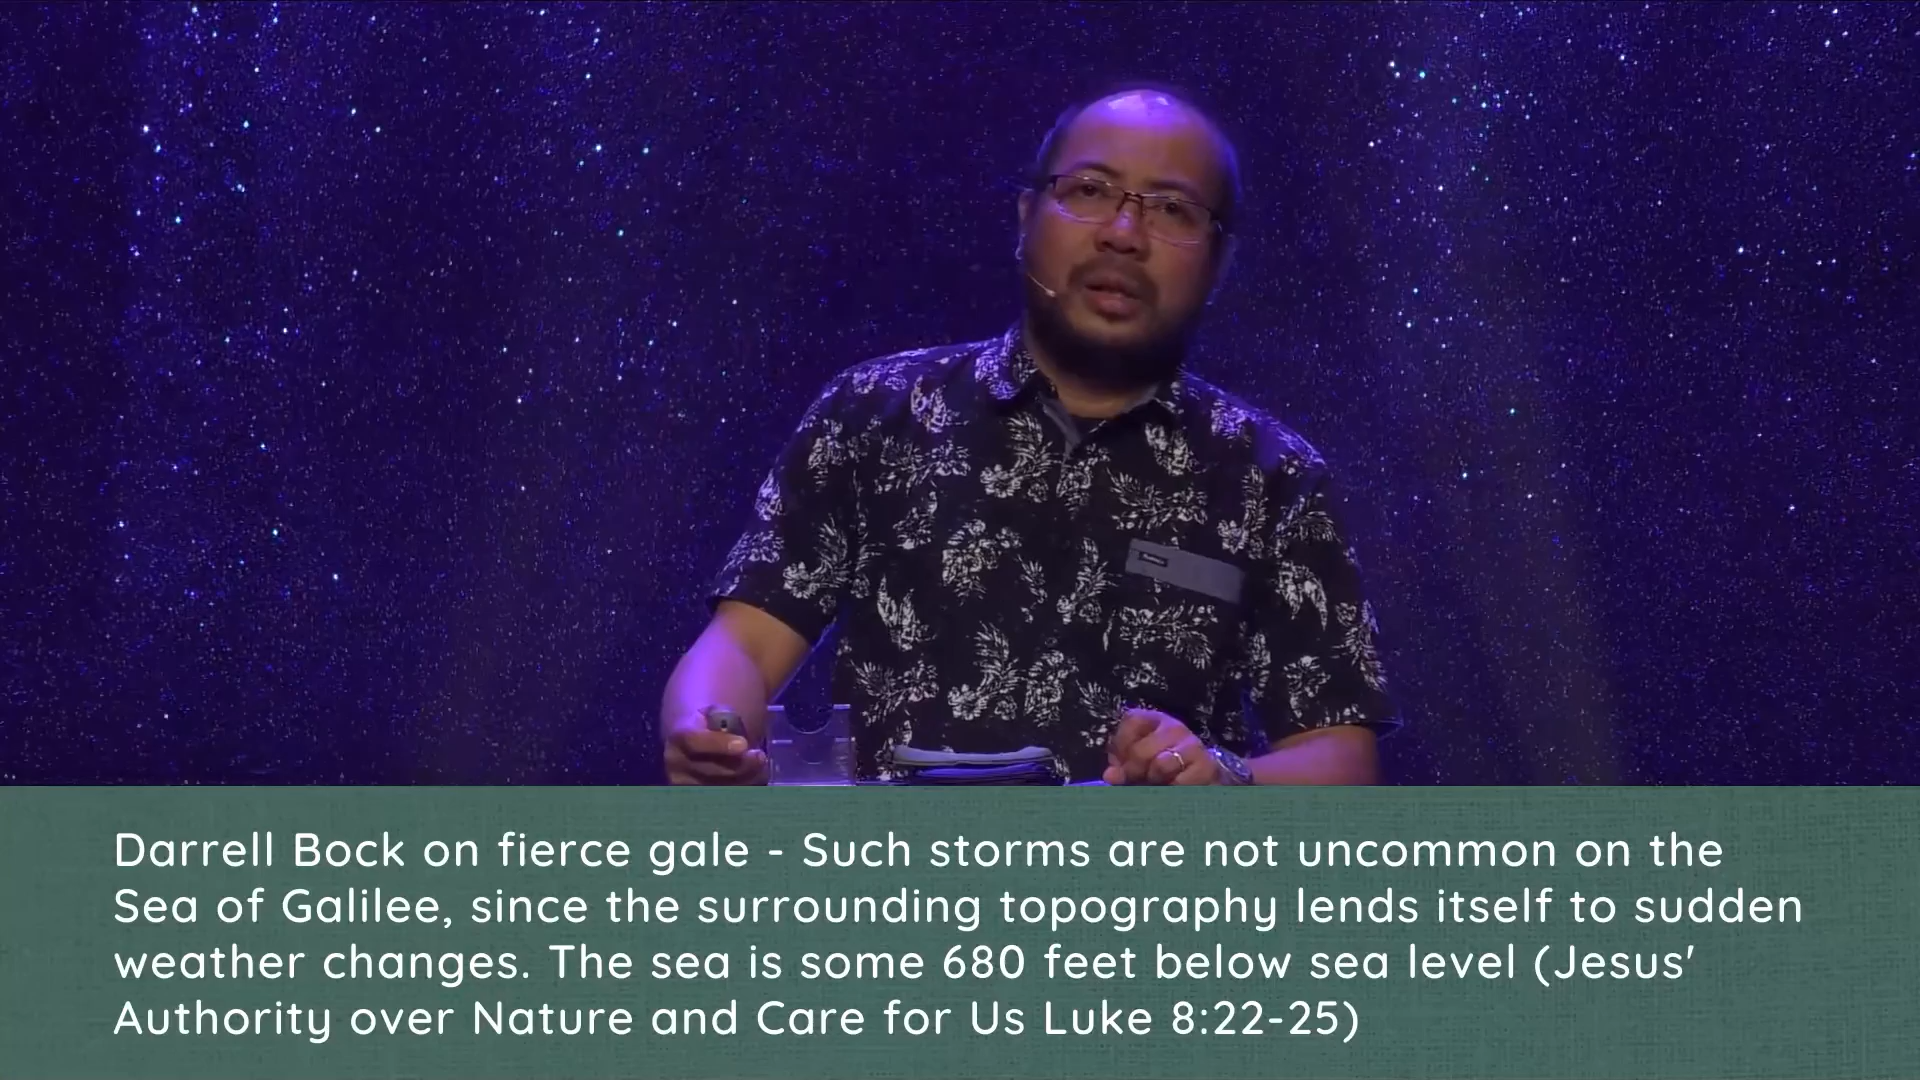 Darrell Bock on fierce gale - Such storms are not uncommon on the
Sea of Galilee, since the surrounding topography lends itself to sudden
weather changes. The sea is some 680 feet below sea level (Jesus'
Authority over Nature and Care for Us Luke 8:22-25)